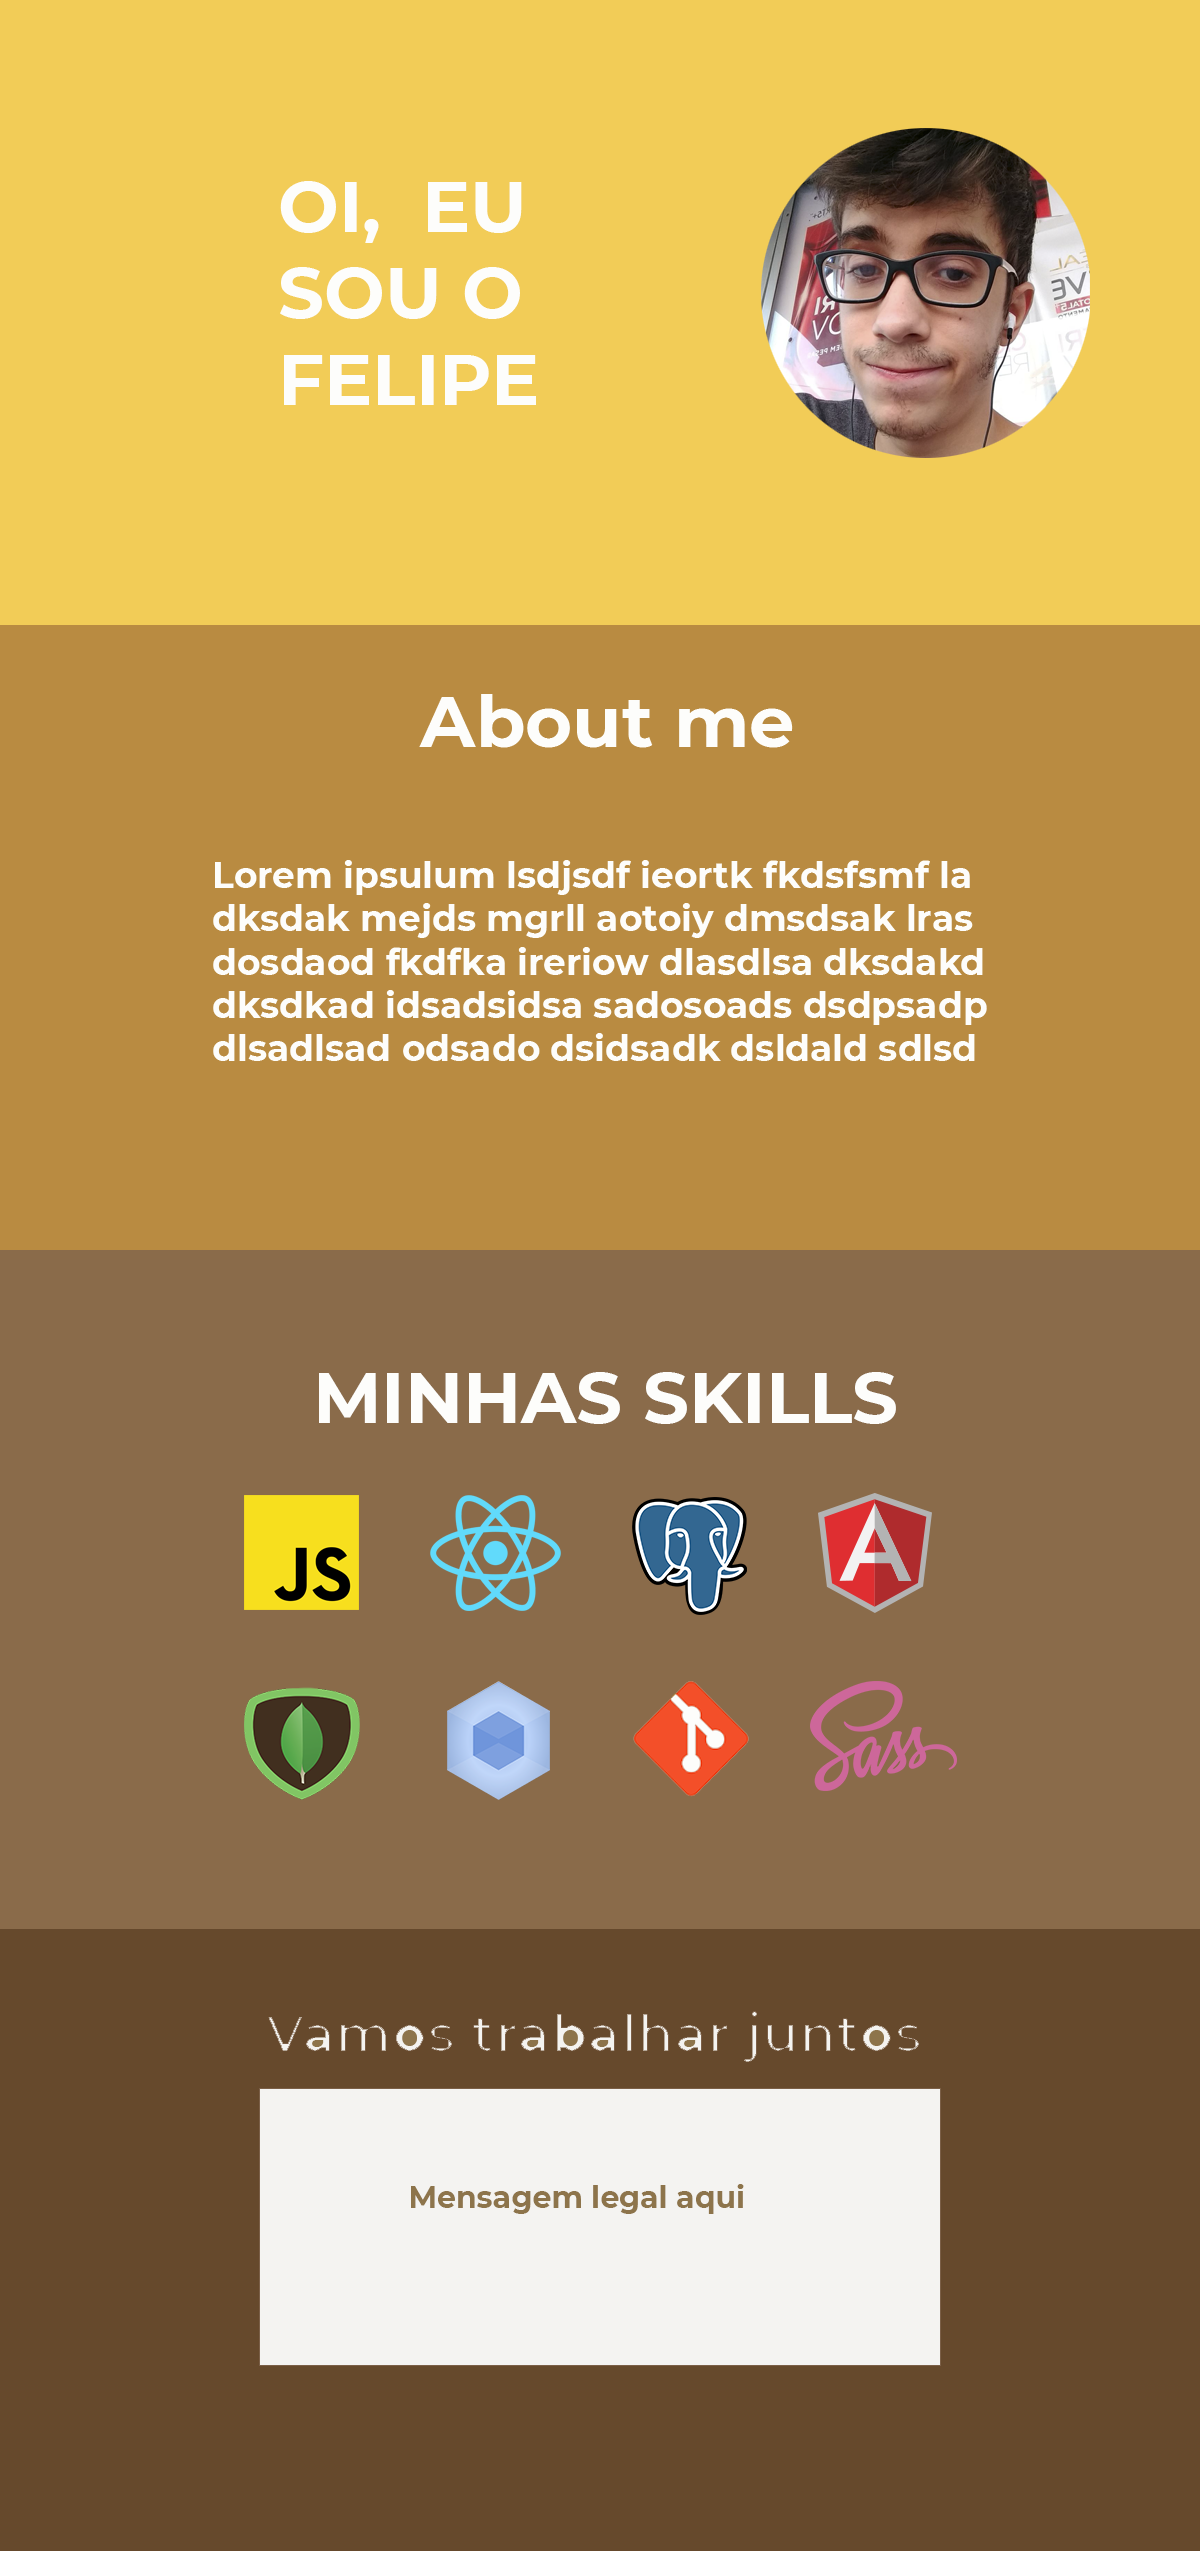 OI, EU
SOU O
FELIPE
About me
Lorem ipsulum lsdjsdf ieortk fkdsfsmf la
dksdak mejds mgrll aotoiy dmsdsak lras
dosdaod fkdfka ireriow dlasdlsa dksdakd
dksdkad idsadsidsa sadosoads dsdpsadp
dlsadlsad odsado dsidsadk dsldald sdlsd
MINHAS SKILLS
JS
A
Sass
Vamos trabalhar juntos
Mensagem legal aqui